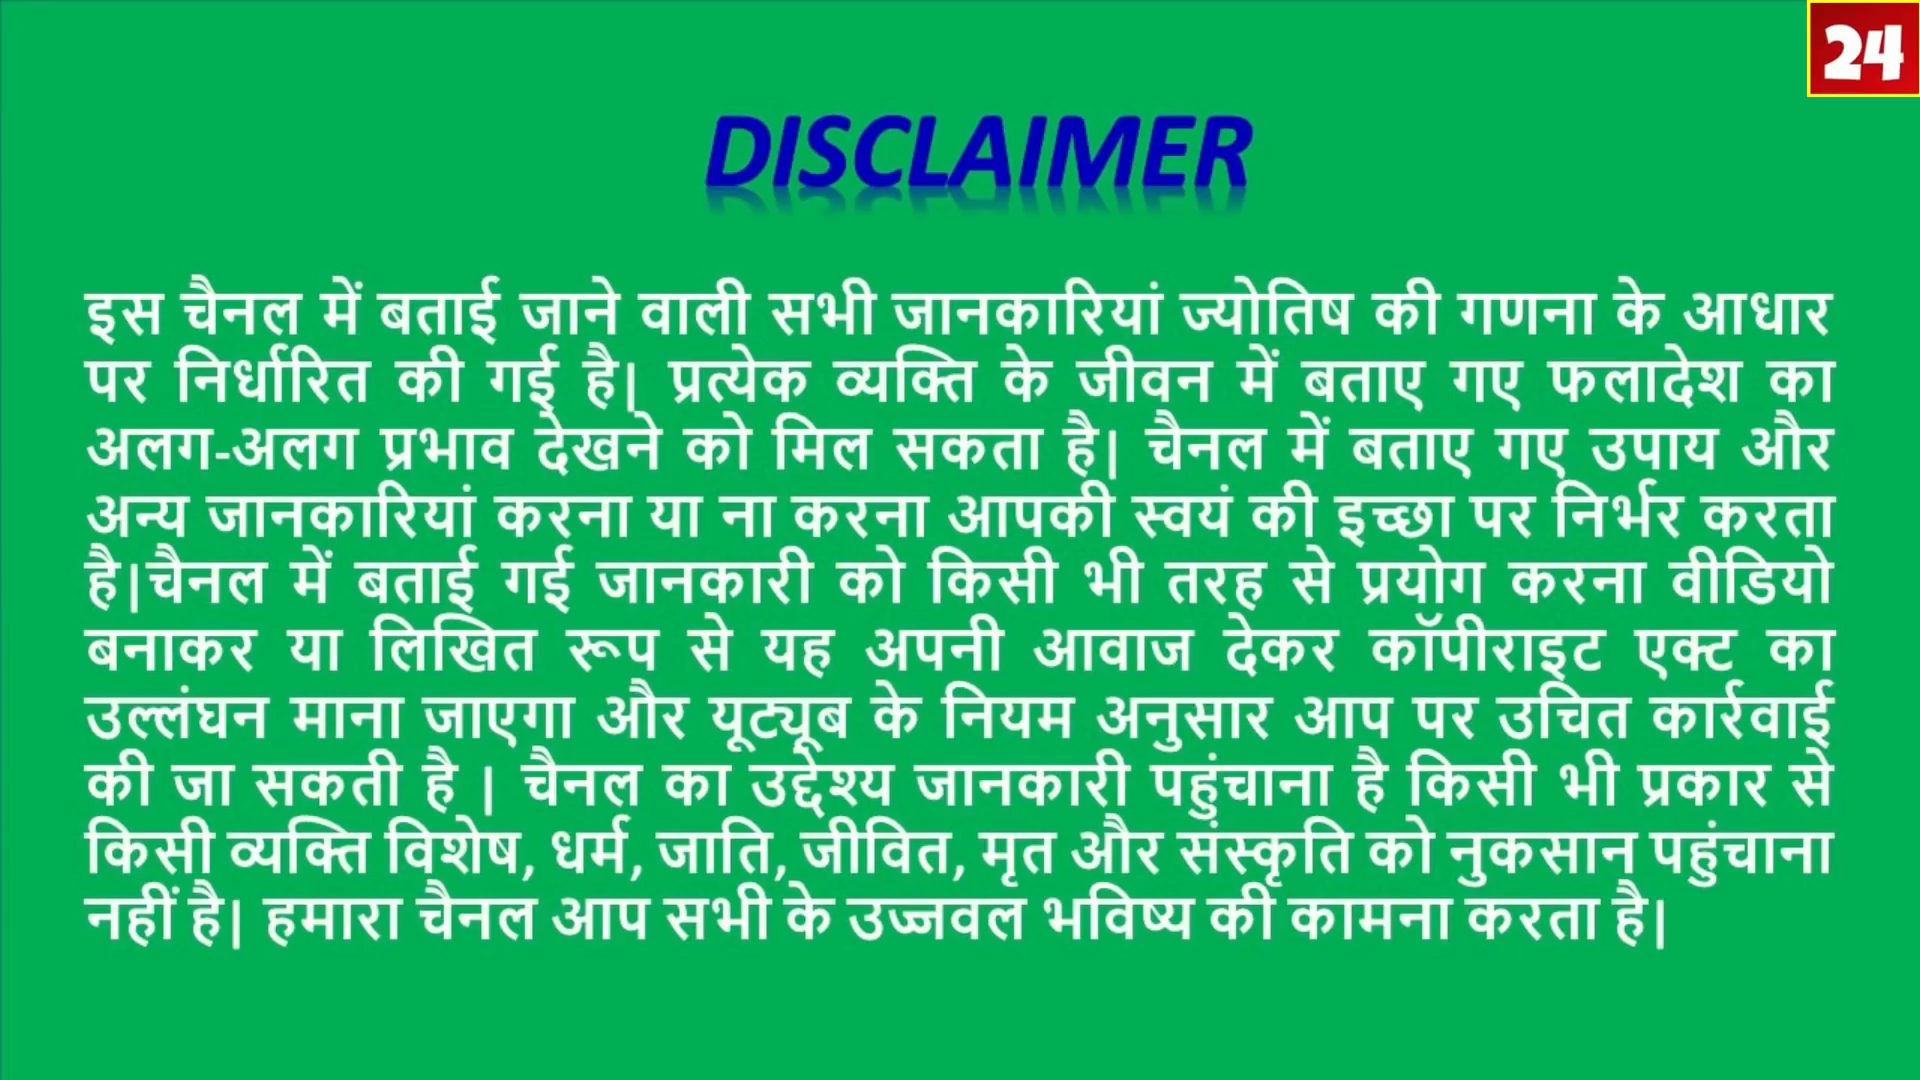 24
DISCLAIMER
इस चैनल में बताई जाने वाली सभी जानकारियां ज्योतिष की गणना के आधार
पर निर्धारित की गई है| प्रत्येक व्यक्ति के जीवन में बताए गए फलादेश का
अलग-अलग प्रभाव देखने को मिल सकता है| चैनल में बताए गए उपाय और
अन्य जानकारियां करना या ना करना आपकी स्वयं की इच्छा पर निर्भर करता
है|चैनल में बताई गई जानकारी को किसी भी तरह से प्रयोग करना वीडियो
बनाकर या लिखित रूप से यह अपनी आवाज देकर कॉपीराइट एक्ट का
उल्लंघन माना जाएगा और यूट्यूब के नियम अनुसार आप पर उचित कार्रवाई
की जा सकती है | चैनल का उद्देश्य जानकारी पहुंचाना है किसी भी प्रकार से
किसी व्यक्ति विशेष, धर्म, जाति, जीवित, मृत और संस्कृति को नुकसान पहुंचाना
नहीं है| हमारा चैनल आप सभी के उज्जवल भविष्य की कामना करता है|